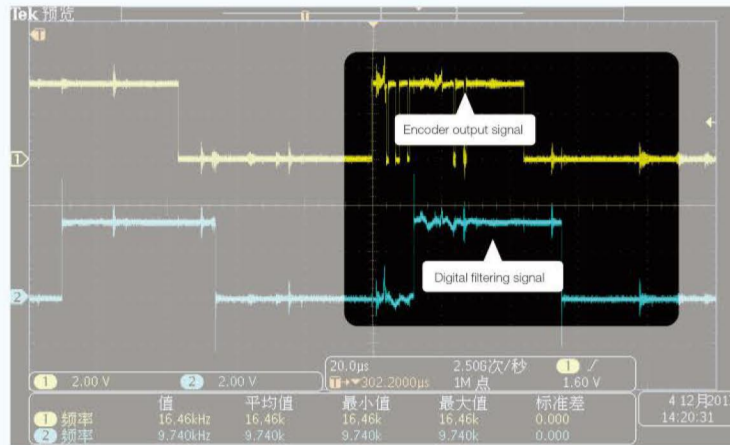 Tek 预览
T
T
Encoder output signal
1
Digital filtering signal
2
1 2.00 V 2 2.00 V
20.0µs 2.50G次/秒 1
T→▼302.2000µs 1M 点 1.60 V
值 平均值 最小值 最大值 标准差
1 频率 16.46kHz 16.46k 16.46k 16.46k 0.000
2 频率 9.740kHz 9.740k 9.740k 9.740k 0.000
4 12月201
14:20:31